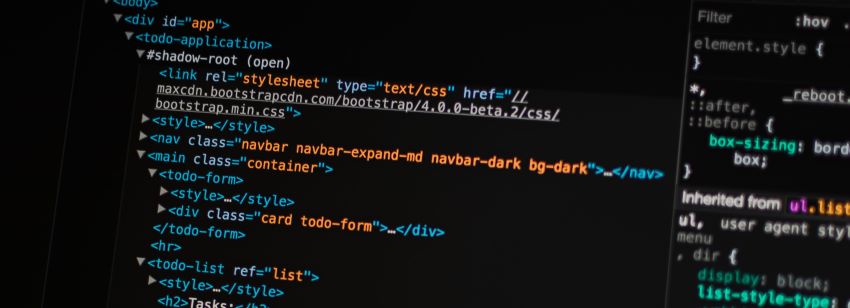 <body>
<div id="app">
<todo-application>
#shadow-root (open)
<link rel="stylesheet" type="text/css" href="//
maxcdn.bootstrapcdn.com/bootstrap/4.0.0-beta.2/css/
bootstrap.min.css">
<style>…</style>
<nav class="navbar navbar-expand-md navbar-dark bg-dark">…</nav>
<main class="container">
<todo-form>
<style>…</style>
<div class="card todo-form">…</div>
</todo-form>
<hr>
<todo-list ref="list">
<style>…</style>
<h2>Tasks:</h2>
Filter :hov
element.style {
}
*,
_reboot.
::after,
::before {
box-sizing: bord
box;
}
Inherited from ul.list
ul, user agent styl
menu
, dir {
display: block;
list-style-type: